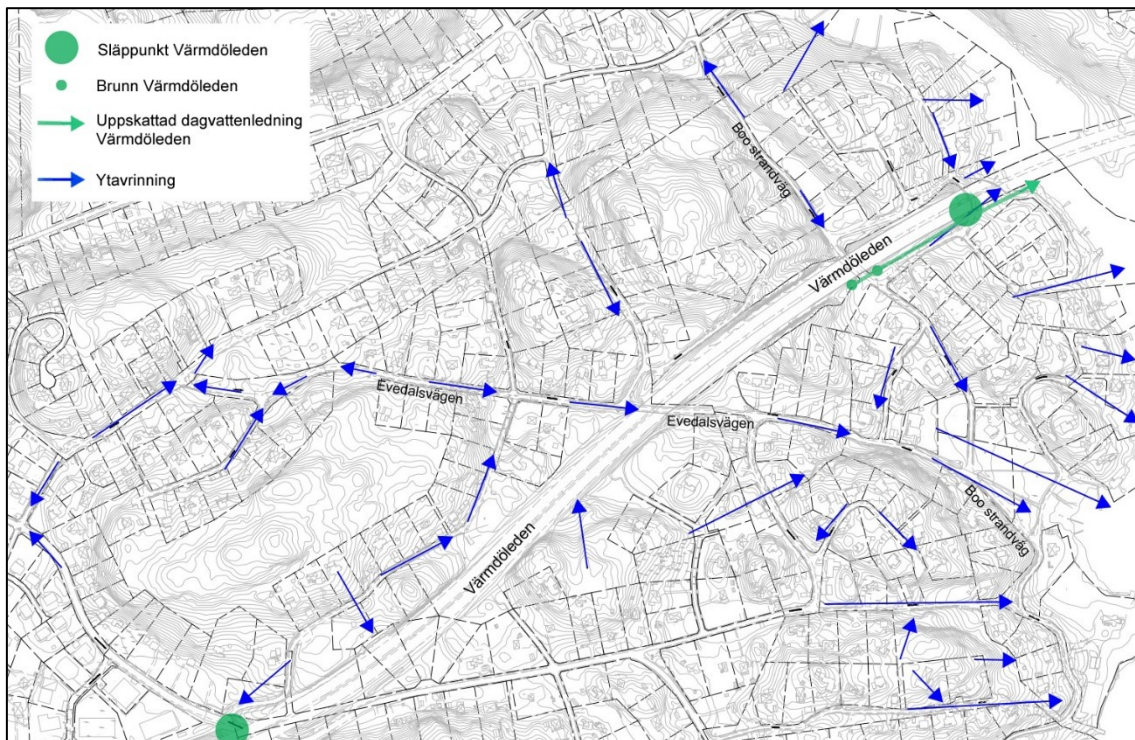 Släppunkt Värmdöleden
Brunn Värmdöleden
Uppskattad dagvattenledning
Värmdöleden
Ytavrinning
Boo strandväg
Värmdöleden
Evedalsvägen
Evedalsvägen
Boo strandväg
Värmdöleden